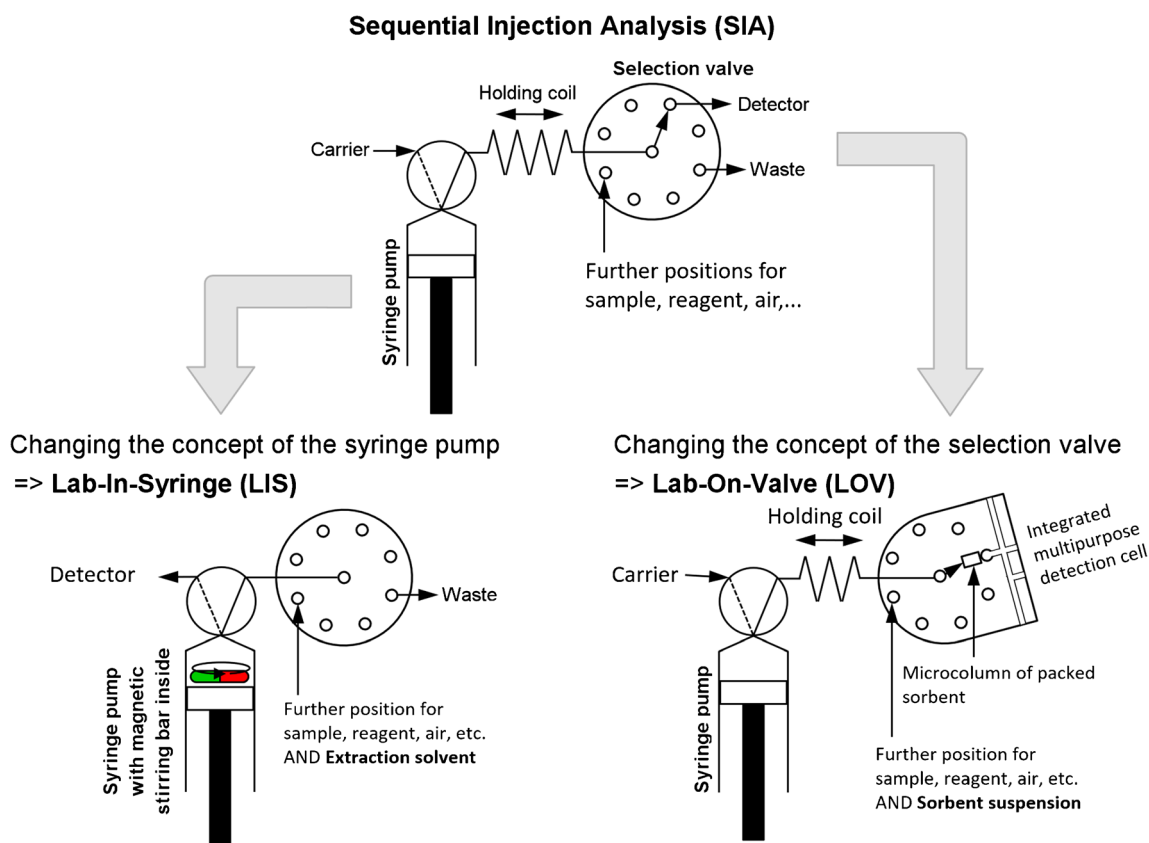 Sequential Injection Analysis (SIA)
Selection valve
Holding coil
Detector
Carrier
Waste
Syringe pump
Further positions for
sample, reagent, air,...
Changing the concept of the syringe pump
=> Lab-In-Syringe (LIS)
Detector
Waste
Syringe pump
with magnetic
stirring bar inside
Further position for
sample, reagent, air, etc.
AND Extraction solvent
Changing the concept of the selection valve
=> Lab-On-Valve (LOV)
Holding coil
Integrated
multipurpose
detection cell
Carrier
Microcolumn of packed
sorbent
Syringe pump
Further position for
sample, reagent, air, etc.
AND Sorbent suspension